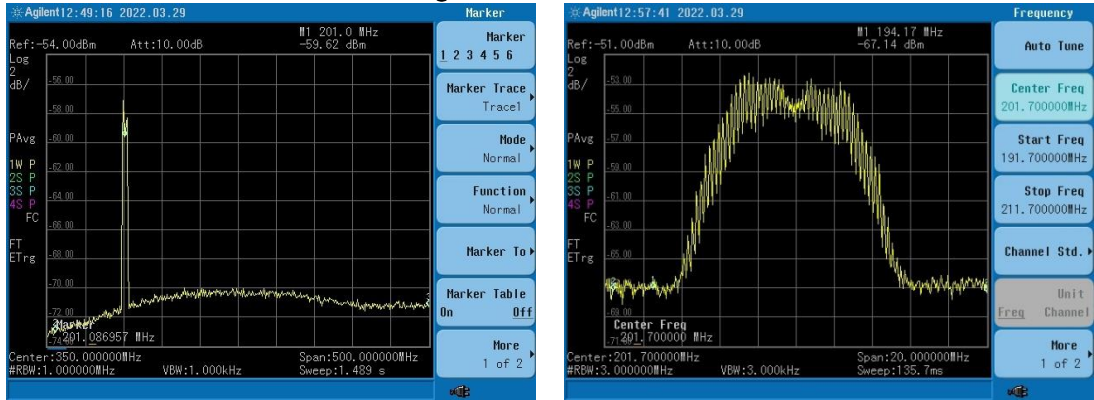 Agilent 12:49:16 2022.03.29 Marker
Ref:-54.00dBm Att:10.00dB M1 201.0 MHz
-59.62 dBm
Log
2
dB/
-56.00
-58.00
PAvg
-60.00
1W P
-62.00
2S P
3S P
-64.00
4S P
FC
-66.00
FT
-68.00
ETrg
-70.00
-72.00
Marker
201.086957 MHz
-74.00
Center:350.000000MHz Span:500.000000MHz
#RBW:1.000000MHz VBW:1.000kHz Sweep:1.489 s
Marker
1 2 3 4 5 6
Marker Trace
Trace1
Mode
Normal
Function
Normal
Marker To
Marker Table
On Off
More
1 of 2
Agilent 12:57:41 2022.03.29 Frequency
Ref:-51.00dBm Att:10.00dB M1 194.17 MHz
-67.14 dBm
Log
2
dB/
-53.00
-55.00
PAvg
-57.00
1W P
-59.00
2S P
3S P
-61.00
4S P
FC
-63.00
FT
-65.00
ETrg
-69.00
Center Freq
201.700000 MHz
-71.00
Center:201.700000MHz Span:20.000000MHz
#RBW:3.000000MHz VBW:3.000kHz Sweep:135.7ms
Auto Tune
Center Freq
201.700000MHz
Start Freq
191.700000MHz
Stop Freq
211.700000MHz
Channel Std.
Unit
Freq Channel
More
1 of 2